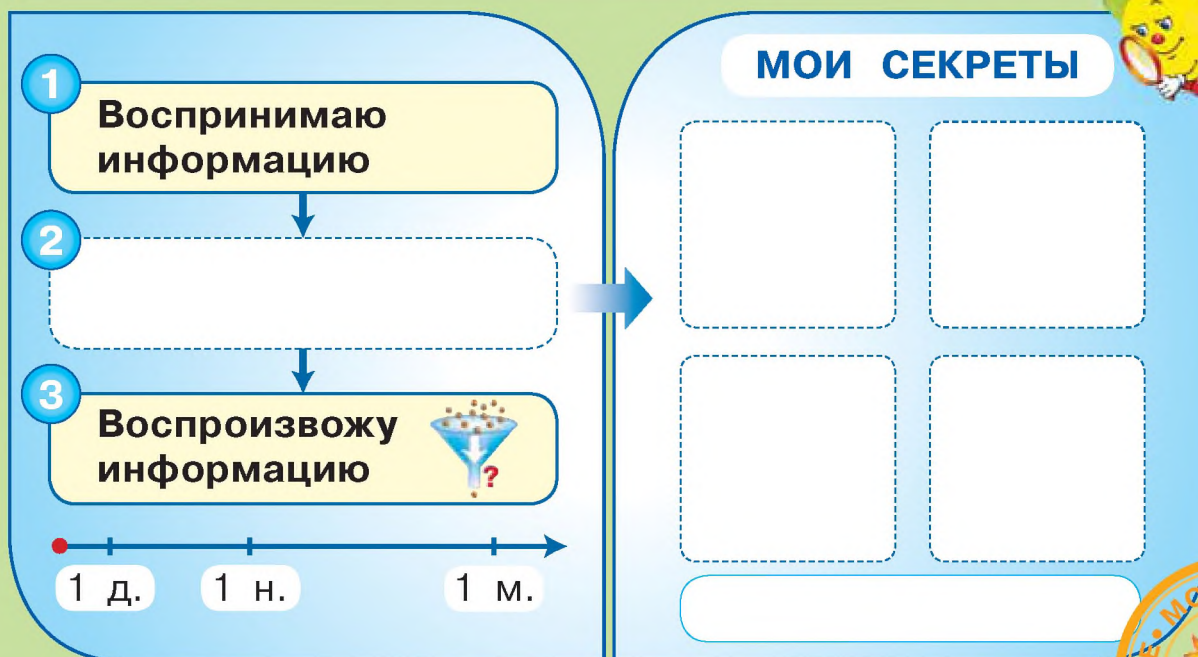 1
Воспринимаю
информацию
2
3
Воспроизвожу
информацию
?
1 д.
1 н.
1 м.
МОИ СЕКРЕТЫ